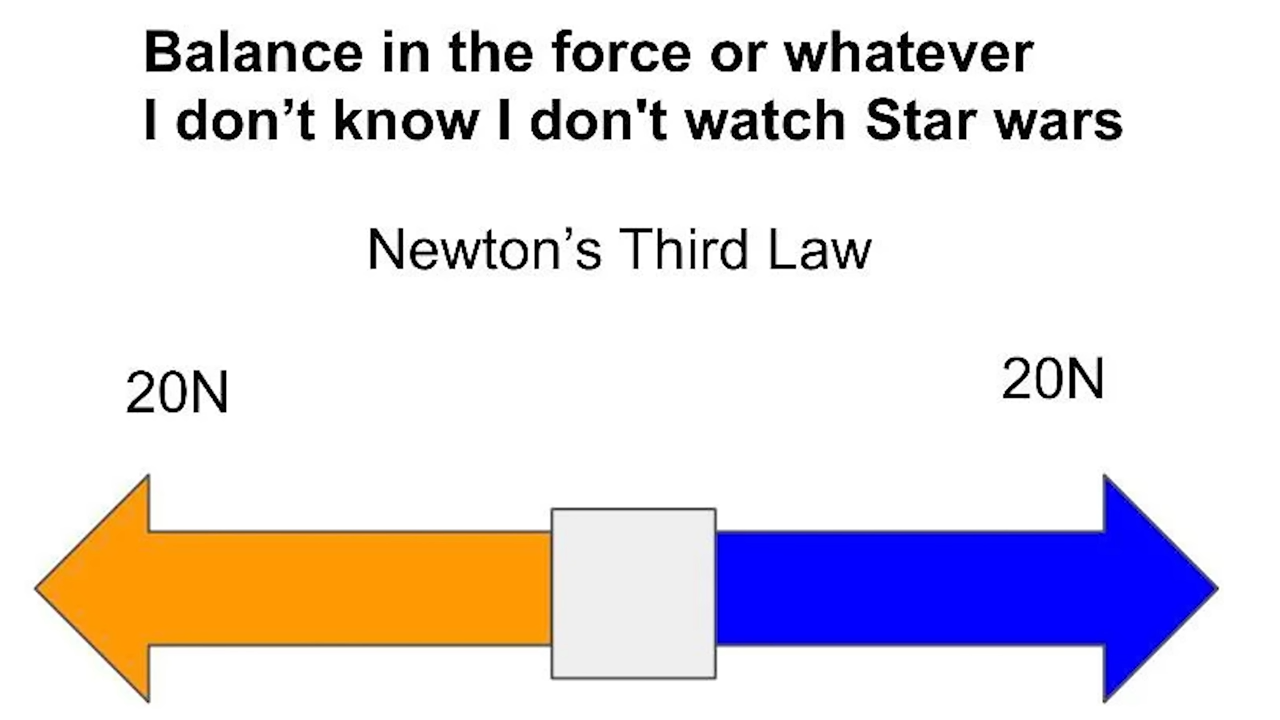 Balance in the force or whatever
I don’t know I don't watch Star wars
Newton’s Third Law
20N
20N